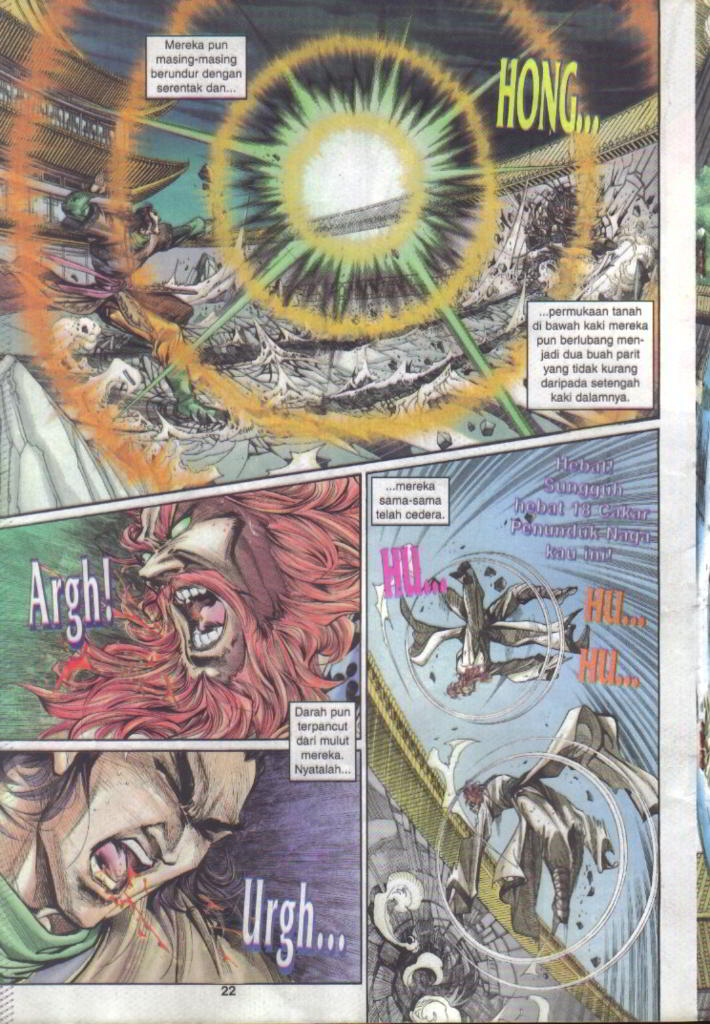 Mereka pun
masing-masing
berundur dengan
serentak dan...
HONG...
...permukaan tanah
di bawah kaki mereka
pun berlubang men-
jadi dua buah parit
yang tidak kurang
daripada setengah
kaki dalamnya.
Argh!
Darah pun
terpancut
dari mulut
mereka.
Nyatalah...
Urgh...
...mereka
sama-sama
telah cedera.
Hebat!
Sungguh
hebat 18 Cakar
Penunduk Naga
kau ini!
HU...
HU...
HU...
22